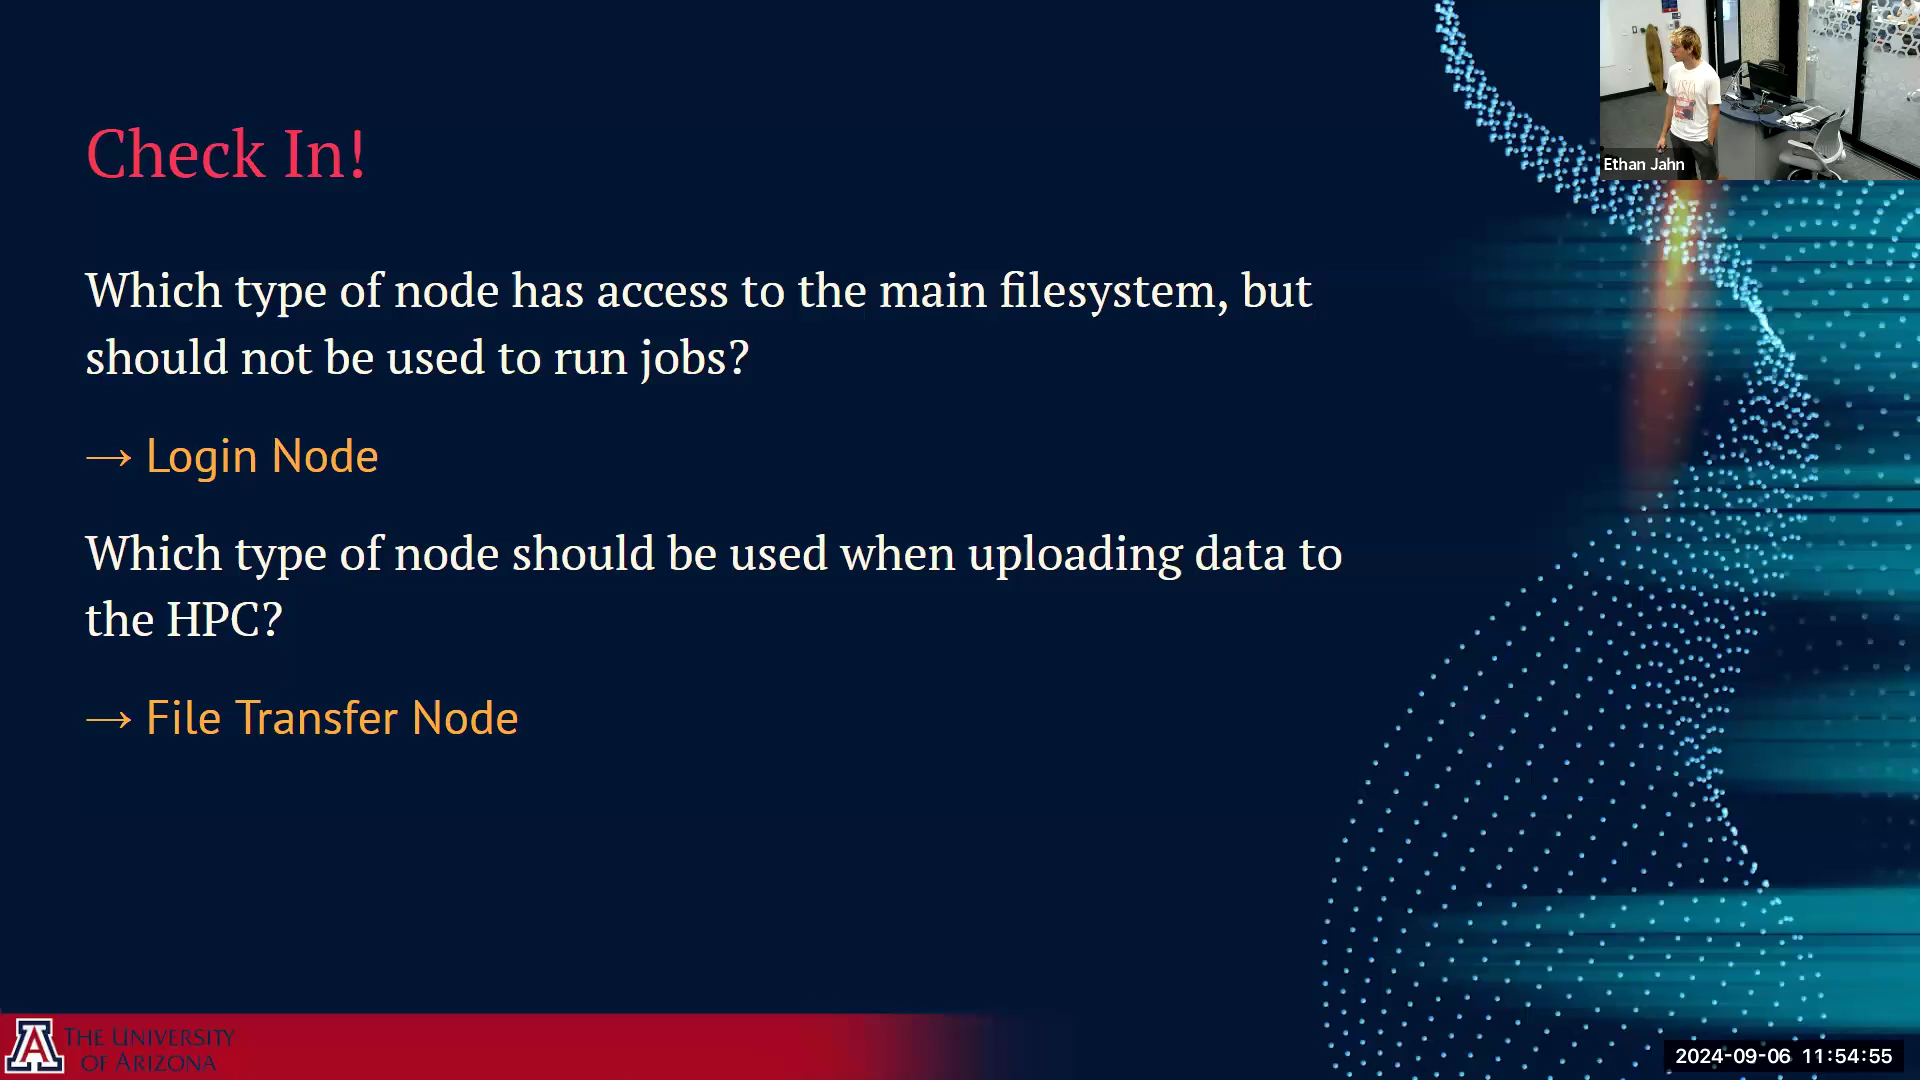 Check In!
Which type of node has access to the main filesystem, but
should not be used to run jobs?
→ Login Node
Which type of node should be used when uploading data to
the HPC?
→ File Transfer Node
Ethan Jahn
THE UNIVERSITY
OF ARIZONA
2024-09-06 11:54:55